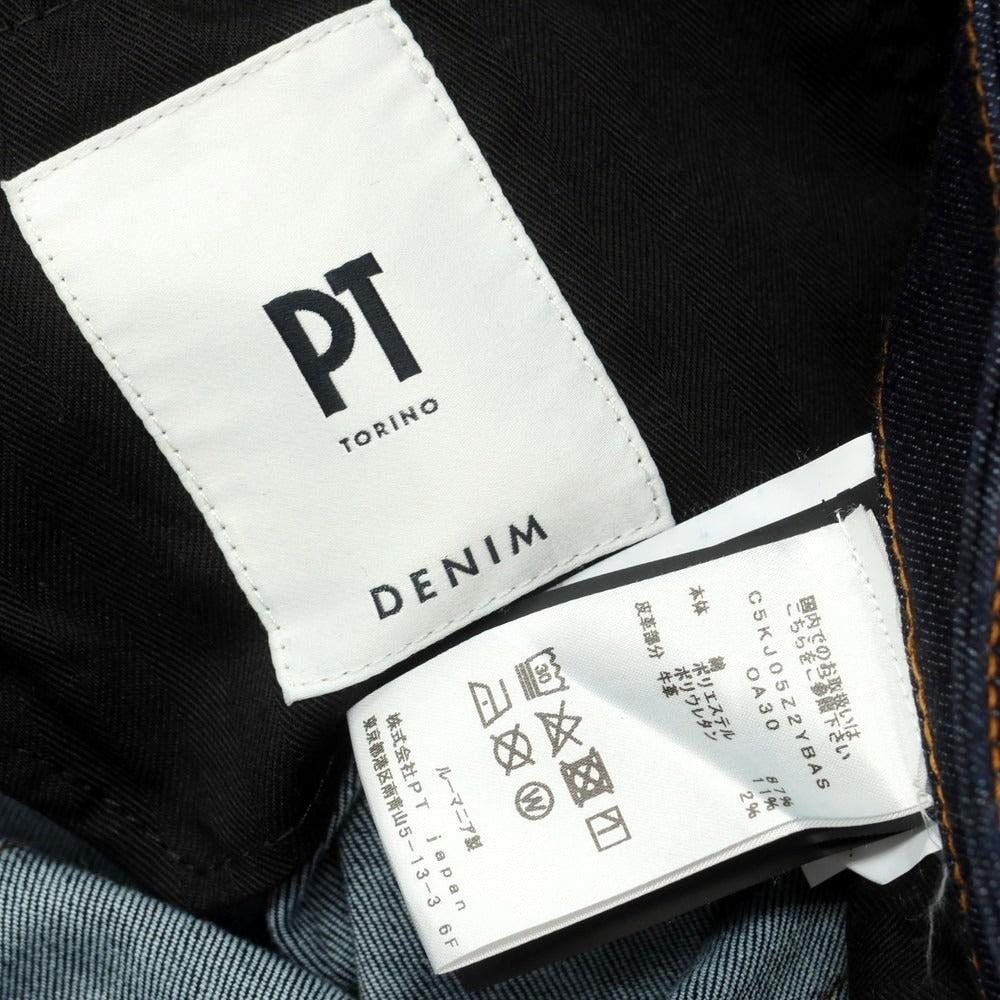 PT
TORINO
DENIM
国内でのお取扱いは
こちらをご参照下さい
C5KJ05Z2YBAS
OA30
本体
綿 87%
ポリエステル 11%
ポリウレタン 2%
皮革部分 牛革
30
W
ルーマニア製
株式会社PT japan
東京都港区南青山5-13-3 6F